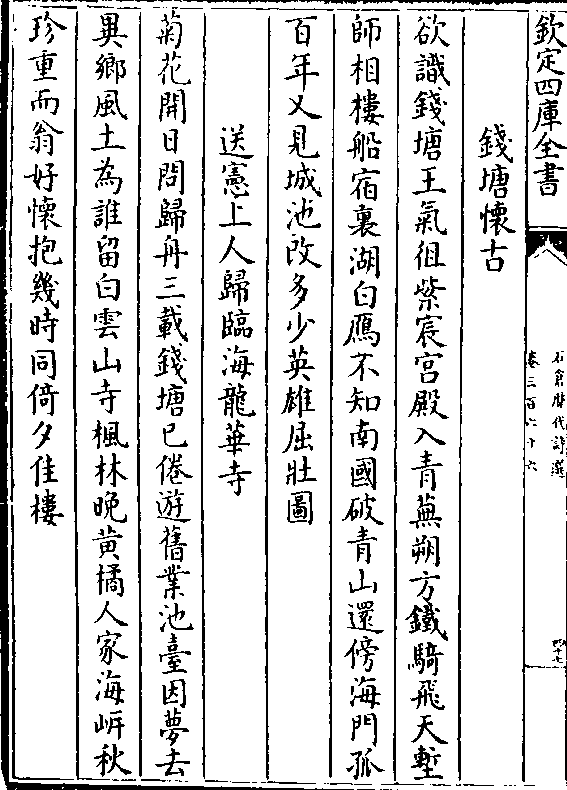 欽定四庫全書
石倉歷代詩選
卷三百六十六
四十七
錢塘懷古
欲識錢塘王氣徂紫宸宮殿入青蕪朔方鐵騎飛天塹
師相樓船宿裏湖白鴈不知南國破青山還傍海門孤
百年又見城池改多少英雄屈壯圖
送憲上人歸臨海龍華寺
菊花開日問歸舟三載錢塘已倦遊舊業池臺因夢去
異鄉風土為誰留白雲山寺楓林晚黃橘人家海岍秋
珍重而翁好懷抱幾時同倚夕佳樓